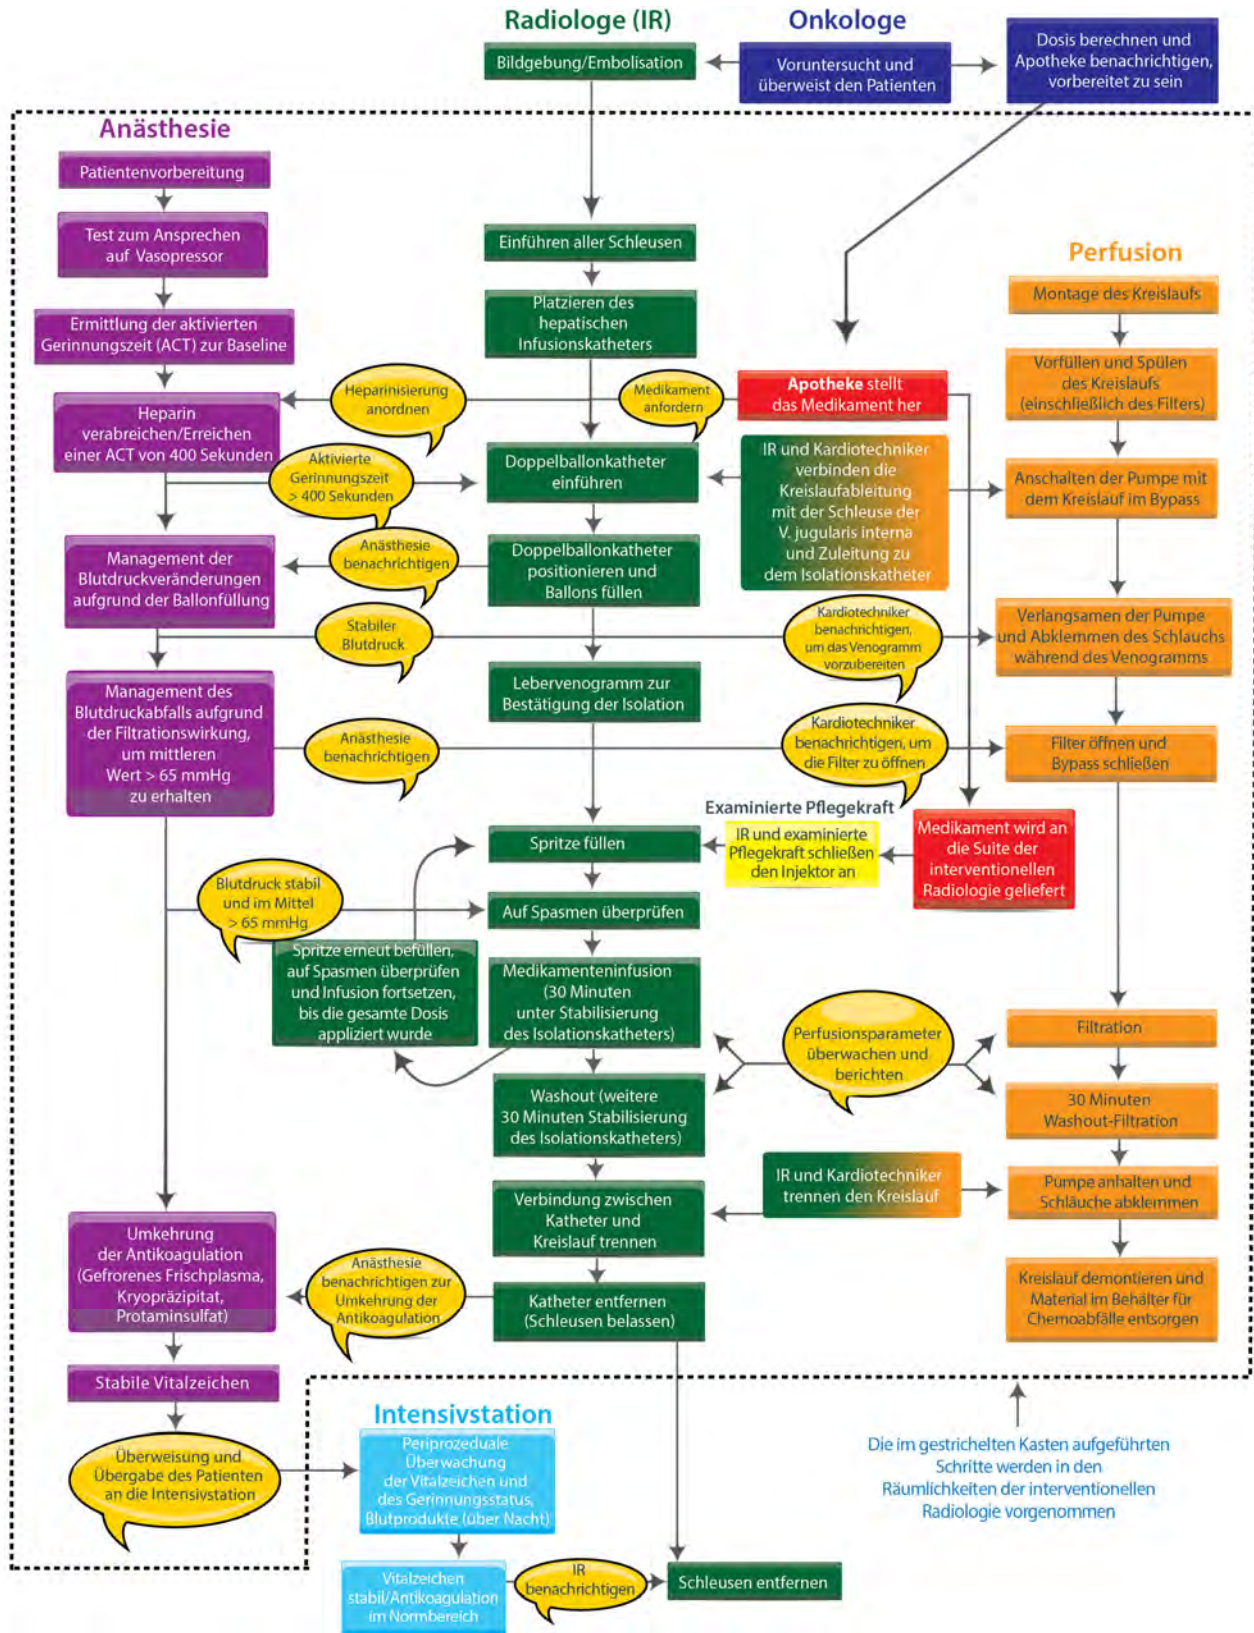 Radiologe (IR)
Onkologe
Bildgebung/Embolisation
Voruntersucht und
überweist den Patienten
Dosis berechnen und
Apotheke benachrichtigen,
vorbereitet zu sein
Anästhesie
Patientenvorbereitung
Test zum Ansprechen
auf Vasopressor
Ermittlung der aktivierten
Gerinnungszeit (ACT) zur Baseline
Heparin
verabreichen/Erreichen
einer ACT von 400 Sekunden
Management der
Blutdruckveränderungen
aufgrund der Ballonfüllung
Management des
Blutdruckabfalls aufgrund
der Filtrationswirkung,
um mittleren
Wert > 65 mmHg
zu erhalten
Umkehrung
der Antikoagulation
(Gefrorenes Frischplasma,
Kryopräzipitat,
Protaminsulfat)
Stabile Vitalzeichen
Überweisung und
Übergabe des Patienten
an die Intensivstation
Heparinisierung
anordnen
Medikament
anfordern
Aktivierte
Gerinnungszeit
> 400 Sekunden
Anästhesie
benachrichtigen
Stabiler
Blutdruck
Anästhesie
benachrichtigen
Blutdruck stabil
und im Mittel
> 65 mmHg
Spritze erneut befüllen,
auf Spasmen überprüfen
und Infusion fortsetzen,
bis die gesamte Dosis
appliziert wurde
Anästhesie
benachrichtigen zur
Umkehrung der
Antikoagulation
Einführen aller Schleusen
Platzieren des
hepatischen
Infusionskatheters
Doppelballonkatheter
einführen
Doppelballonkatheter
positionieren und
Ballons füllen
Lebervenogramm zur
Bestätigung der Isolation
Spritze füllen
Auf Spasmen überprüfen
Medikamenteninfusion
(30 Minuten
unter Stabilisierung
des Isolationskatheters)
Washout (weitere
30 Minuten Stabilisierung
des Isolationskatheters)
Verbindung zwischen
Katheter und
Kreislauf trennen
Katheter entfernen
(Schleusen belassen)
Apotheke stellt
das Medikament her
IR und Kardiotechniker
verbinden die
Kreislaufableitung
mit der Schleuse der
V. jugularis interna
und Zuleitung zu
dem Isolationskatheter
Kardiotechniker
benachrichtigen,
um das Venogramm
vorzubereiten
Kardiotechniker
benachrichtigen, um
die Filter zu öffnen
Examinierte Pflegekraft
IR und examinierte
Pflegekraft schließen
den Injektor an
Medikament wird an
die Suite der
interventionellen
Radiologie geliefert
Perfusionsparameter
überwachen und
berichten
IR und Kardiotechniker
trennen den Kreislauf
Perfusion
Montage des Kreislaufs
Vorfüllen und Spülen
des Kreislaufs
(einschließlich des Filters)
Anschalten der Pumpe mit
dem Kreislauf im Bypass
Verlangsamen der Pumpe
und Abklemmen des Schlauchs
während des Venogramms
Filter öffnen und
Bypass schließen
Filtration
30 Minuten
Washout-Filtration
Pumpe anhalten und
Schläuche abklemmen
Kreislauf demontieren und
Material im Behälter für
Chemoabfälle entsorgen
Intensivstation
Periprozeduale
Überwachung
der Vitalzeichen und
des Gerinnungsstatus,
Blutprodukte (über Nacht)
Vitalzeichen
stabil/Antikoagulation
im Normbereich
IR
benachrichtigen
Schleusen entfernen
Die im gestrichelten Kasten aufgeführten
Schritte werden in den
Räumlichkeiten der interventionellen
Radiologie vorgenommen